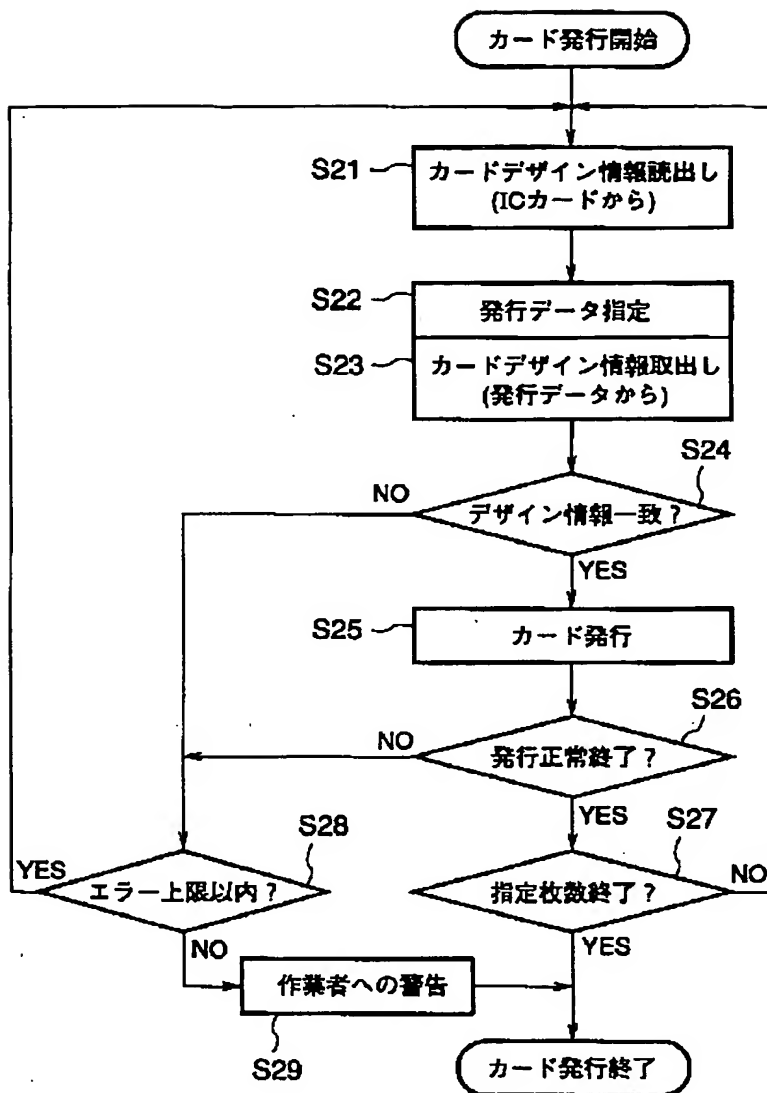 カード発行開始
S21
カードデザイン情報読出し
(ICカードから)
S22
発行データ指定
S23
カードデザイン情報取出し
(発行データから)
S24
デザイン情報一致?
NO
YES
S25
カード発行
S26
発行正常終了?
NO
YES
S27
指定枚数終了?
NO
YES
S28
エラー上限以内?
YES
NO
作業者への警告
S29
カード発行終了